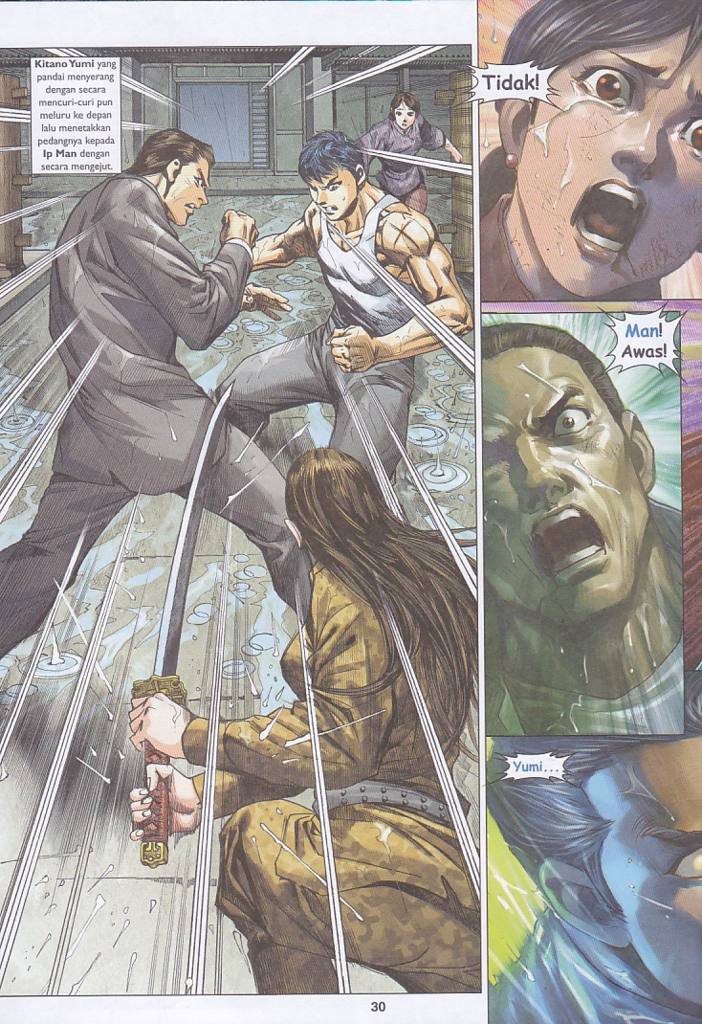 Kitano Yumi yang
pandai menyerang
dengan secara
mencuri-curi pun
meluru ke depan
lalu menetakkan
pedangnya kepada
Ip Man dengan
secara mengejut.
Tidak!
Man!
Awas!
Yumi...
30